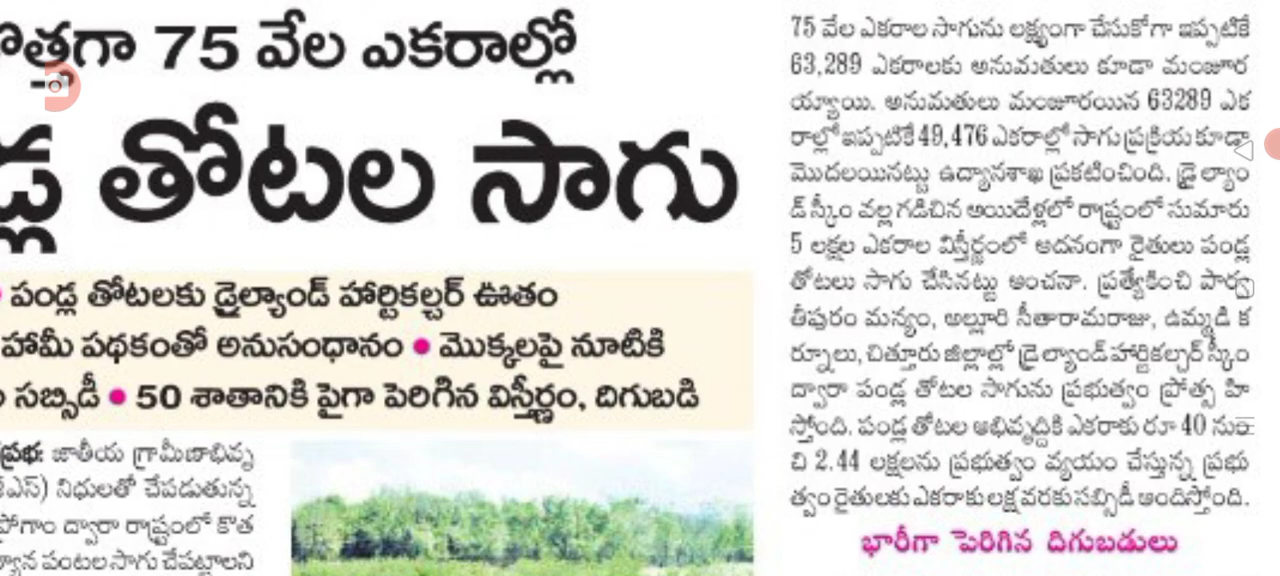 కొత్తగా 75 వేల ఎకరాల్లో
తోటల సాగు
పండ్ల తోటలకు డ్రైల్యాండ్ హార్టికల్చర్ ఊతం
హామీ పథకంతో అనుసంధానం • మొక్కలపై నూటికి
సబ్సిడీ • 50 శాతానికి పైగా పెరిగిన విస్తీర్ణం, దిగుబడి
ప్రభ: జాతీయ గ్రామీణాభివృ
నిధులతో చేపడుతున్న
ద్వారా రాష్ట్రంలో కొత
పంటల సాగు చేపట్టాలని
75 వేల ఎకరాల సాగును లక్ష్యంగా చేసుకోగా ఇప్పటికే
63,289 ఎకరాలకు అనుమతులు కూడా మంజూర
య్యాయి. అనుమతులు మంజూరయిన 63289 ఎక
రాల్లో ఇప్పటికే 49,476 ఎకరాల్లో సాగు ప్రక్రియ కూడా
మొదలయినట్టు ఉద్యానశాఖ ప్రకటించింది. డ్రై ల్యాం
డ్ స్కీం వల్ల గడిచిన అయిదేళ్లలో రాష్ట్రంలో సుమారు
5 లక్షల ఎకరాల విస్తీర్ణంలో అదనంగా రైతులు పండ్ల
తోటలు సాగు చేసినట్టు అంచనా. ప్రత్యేకించి పార్వ
తీపురం మన్యం, అల్లూరి సీతారామరాజు, ఉమ్మడి క
ర్నూలు, చిత్తూరు జిల్లాల్లో డ్రై ల్యాండ్ హార్టికల్చర్ స్కీం
ద్వారా పండ్ల తోటల సాగును ప్రభుత్వం ప్రోత్స హి
స్తోంది. పండ్ల తోటల అభివృద్దికి ఎకరాకు రూ 40 నుం
చి 2.44 లక్షలను ప్రభుత్వం వ్యయం చేస్తున్న ప్రభు
త్వం రైతులకు ఎకరాకు లక్ష వరకు సబ్సిడీ అందిస్తోంది.
భారీగా పెరిగిన దిగుబడులు